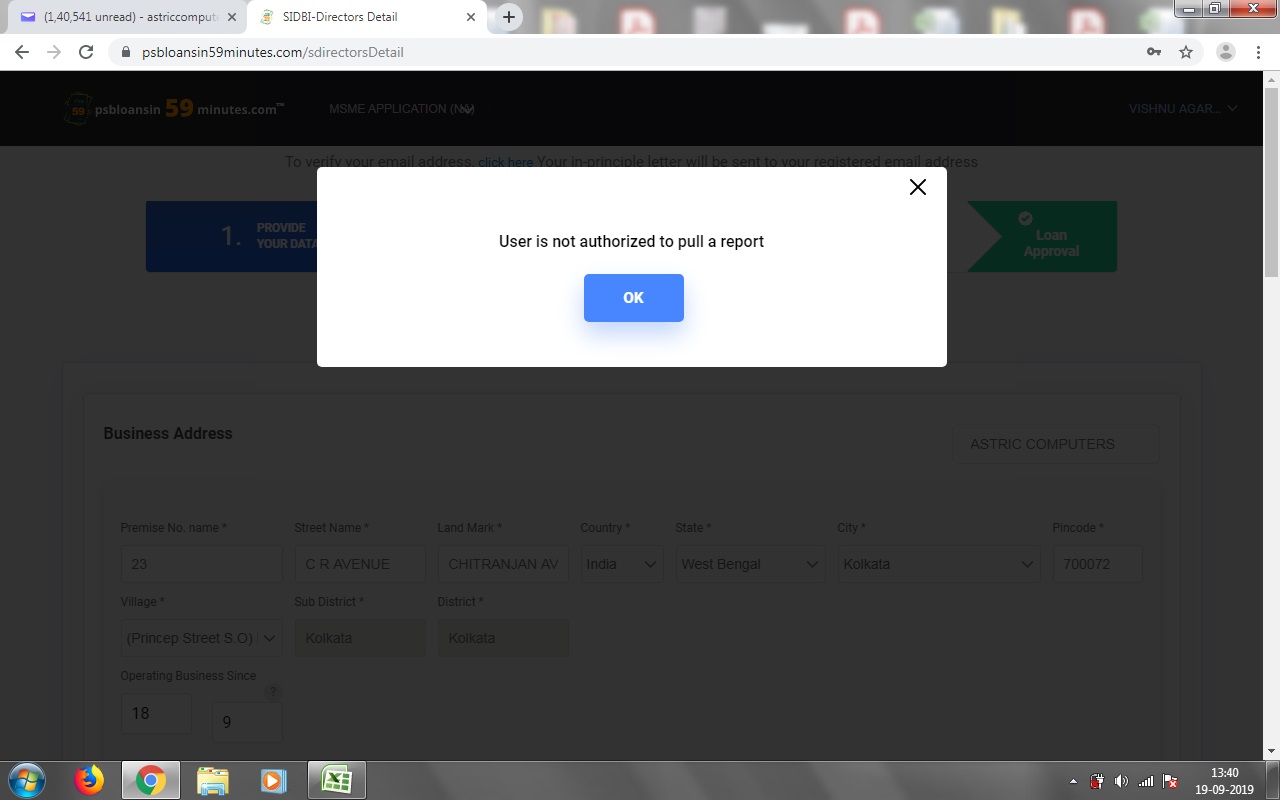 (1,40,541 unread) - astriccompute
SIDBI-Directors Detail
psbloansin59minutes.com/sdirectorsDetail
psbloansin 59 minutes.com™
MSME APPLICATION
VISHNU AGAR...
To verify your email address, click here Your in-principle letter will be sent to your registered email address
1. PROVIDE
YOUR DATA
Loan
Approval
User is not authorized to pull a report
OK
Business Address
ASTRIC COMPUTERS
Premise No. name * Street Name * Land Mark * Country * State * City * Pincode *
23 C R AVENUE CHITRANJAN AV India West Bengal Kolkata 700072
Village * Sub District * District *
(Princep Street S.O) Kolkata Kolkata
Operating Business Since
?
18 9
13:40
19-09-2019